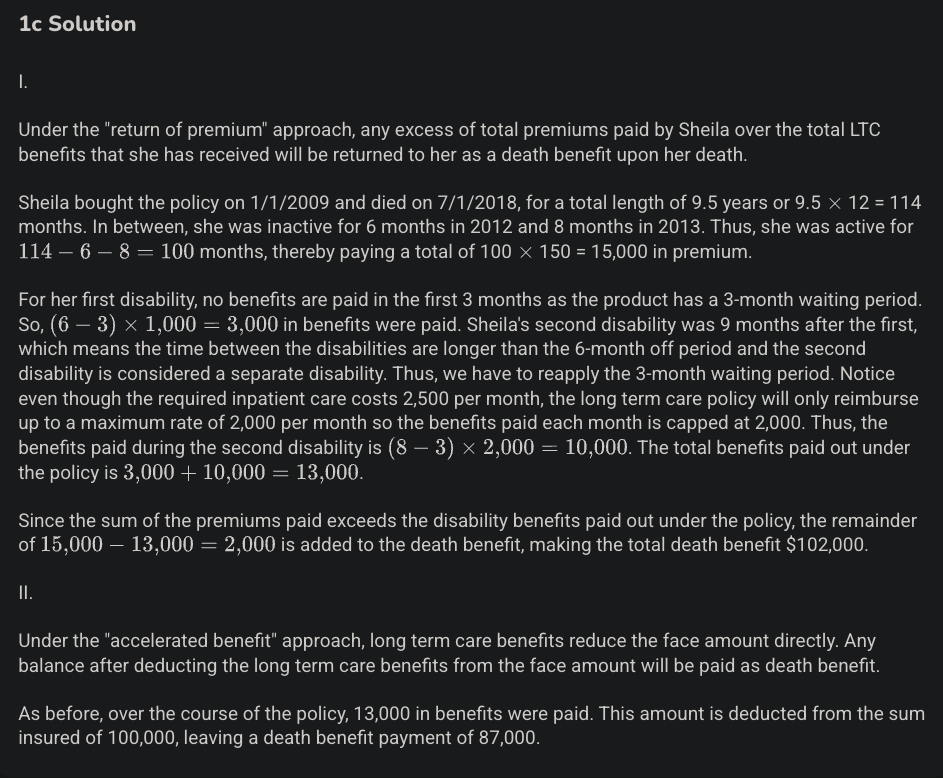 1c Solution
I.
Under the "return of premium" approach, any excess of total premiums paid by Sheila over the total LTC
benefits that she has received will be returned to her as a death benefit upon her death.
Sheila bought the policy on 1/1/2009 and died on 7/1/2018, for a total length of 9.5 years or 9.5 × 12 = 114
months. In between, she was inactive for 6 months in 2012 and 8 months in 2013. Thus, she was active for
114 − 6 − 8 = 100 months, thereby paying a total of 100 × 150 = 15,000 in premium.
For her first disability, no benefits are paid in the first 3 months as the product has a 3-month waiting period.
So, (6 − 3) × 1,000 = 3,000 in benefits were paid. Sheila's second disability was 9 months after the first,
which means the time between the disabilities are longer than the 6-month off period and the second
disability is considered a separate disability. Thus, we have to reapply the 3-month waiting period. Notice
even though the required inpatient care costs 2,500 per month, the long term care policy will only reimburse
up to a maximum rate of 2,000 per month so the benefits paid each month is capped at 2,000. Thus, the
benefits paid during the second disability is (8 − 3) × 2,000 = 10,000. The total benefits paid out under
the policy is 3,000 + 10,000 = 13,000.
Since the sum of the premiums paid exceeds the disability benefits paid out under the policy, the remainder
of 15,000 − 13,000 = 2,000 is added to the death benefit, making the total death benefit $102,000.
II.
Under the "accelerated benefit" approach, long term care benefits reduce the face amount directly. Any
balance after deducting the long term care benefits from the face amount will be paid as death benefit.
As before, over the course of the policy, 13,000 in benefits were paid. This amount is deducted from the sum
insured of 100,000, leaving a death benefit payment of 87,000.